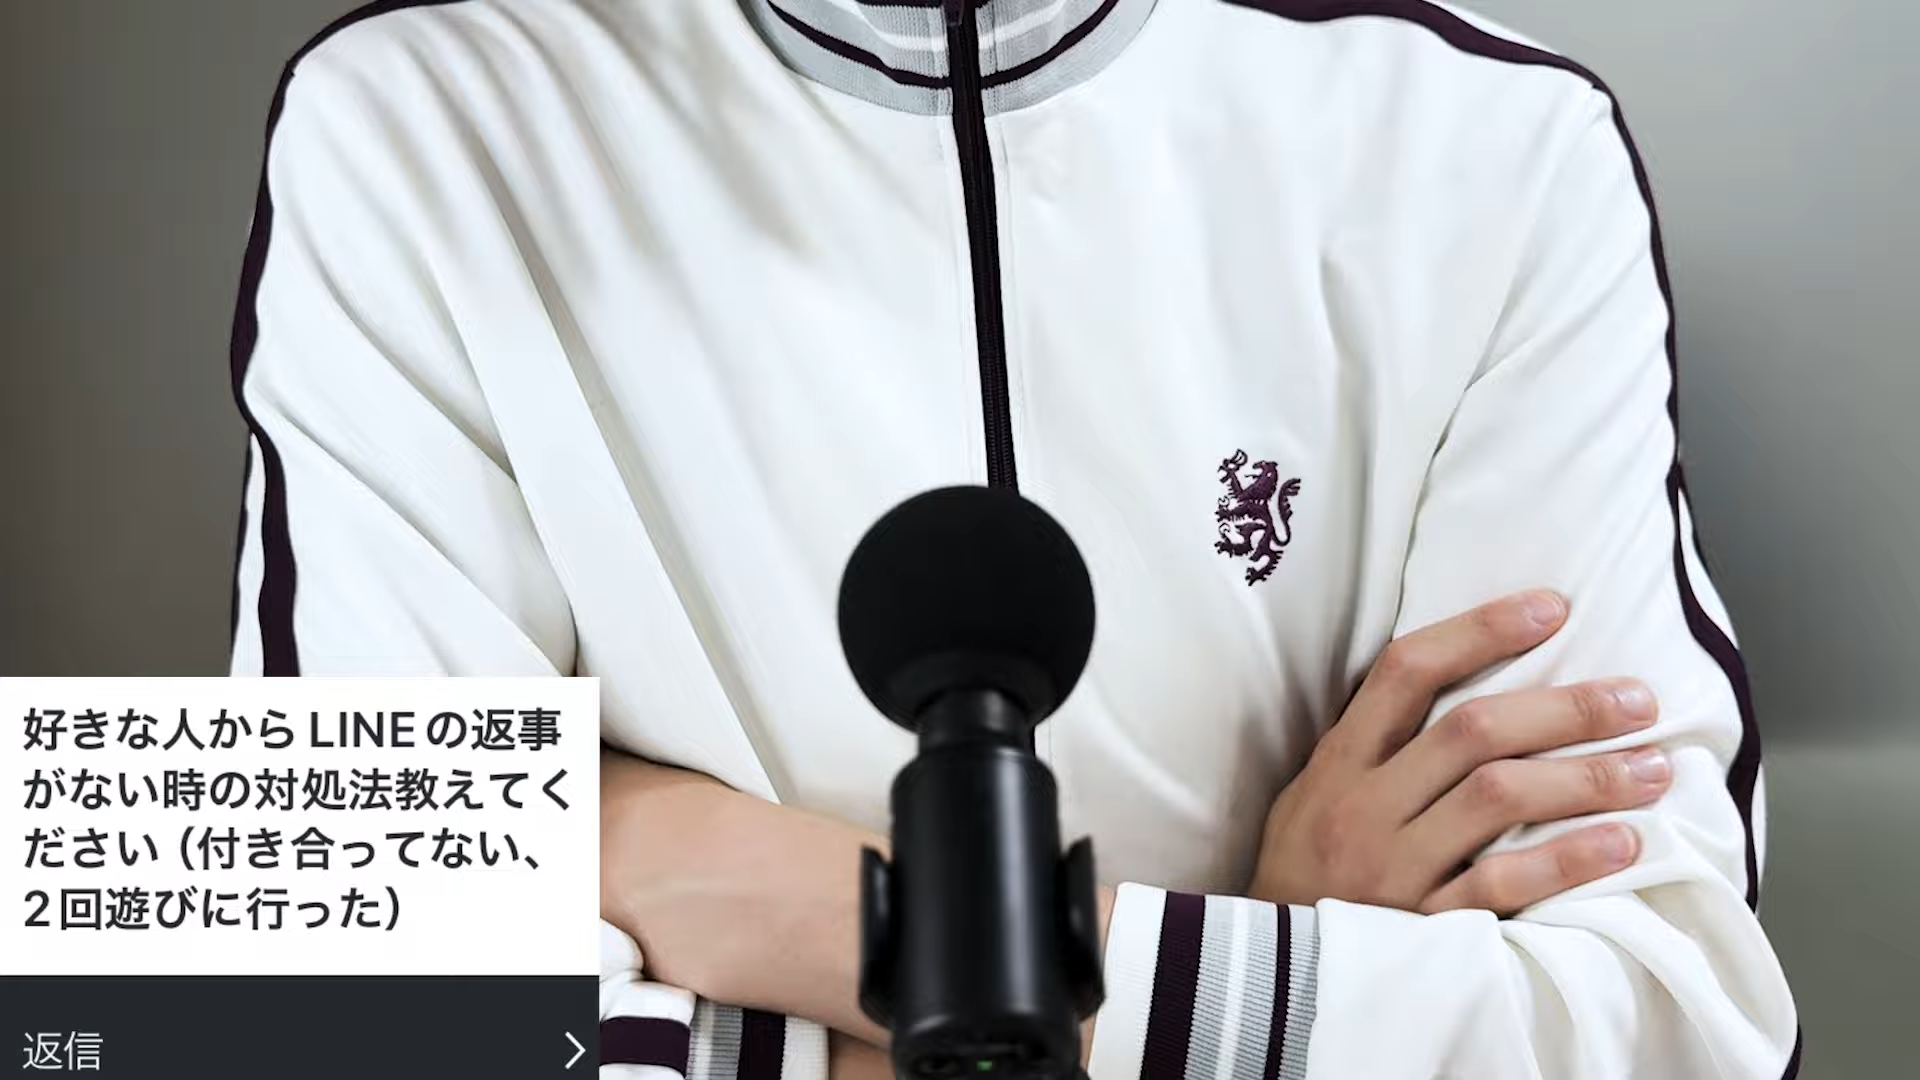 好きな人からLINEの返事
がない時の対処法教えてく
ださい（付き合ってない、
2回遊びに行った）
返信